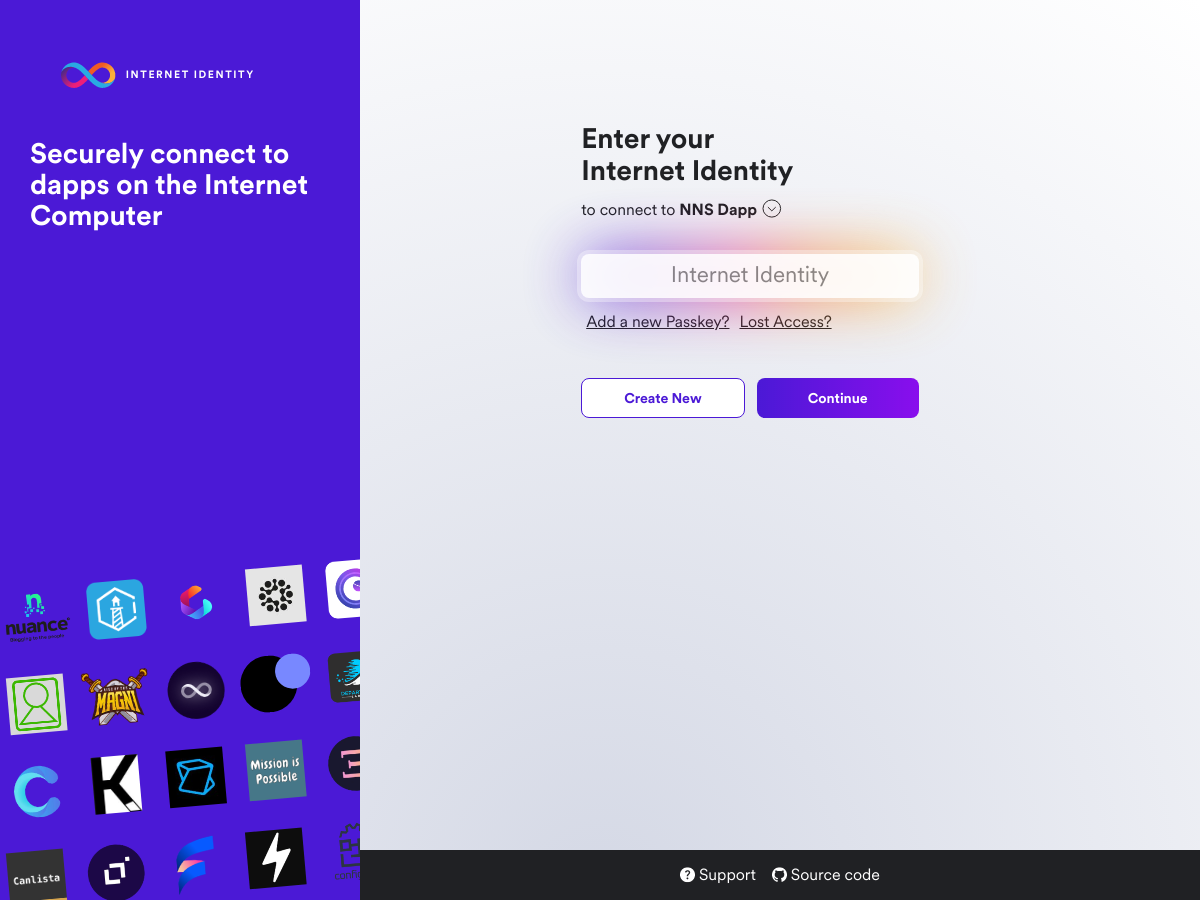 INTERNET IDENTITY
Securely connect to
dapps on the Internet
Computer
Enter your
Internet Identity
to connect to NNS Dapp
Internet Identity
Add a new Passkey? Lost Access?
Create New
Continue
nuance
MAGNI
K
Mission is
Possible
Canlista
Support
Source code